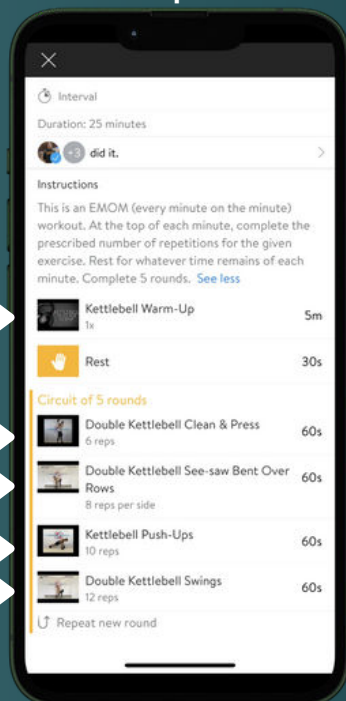 Interval
Duration: 25 minutes
+3 did it.
Instructions
This is an EMOM (every minute on the minute)
workout. At the top of each minute, complete the
prescribed number of repetitions for the given
exercise. Rest for whatever time remains of each
minute. Complete 5 rounds. See less
Kettlebell Warm-Up
1x
5m
Rest
30s
Circuit of 5 rounds
Double Kettlebell Clean & Press
6 reps
60s
Double Kettlebell See-saw Bent Over
Rows
8 reps per side
60s
Kettlebell Push-Ups
10 reps
60s
Double Kettlebell Swings
12 reps
60s
Repeat new round